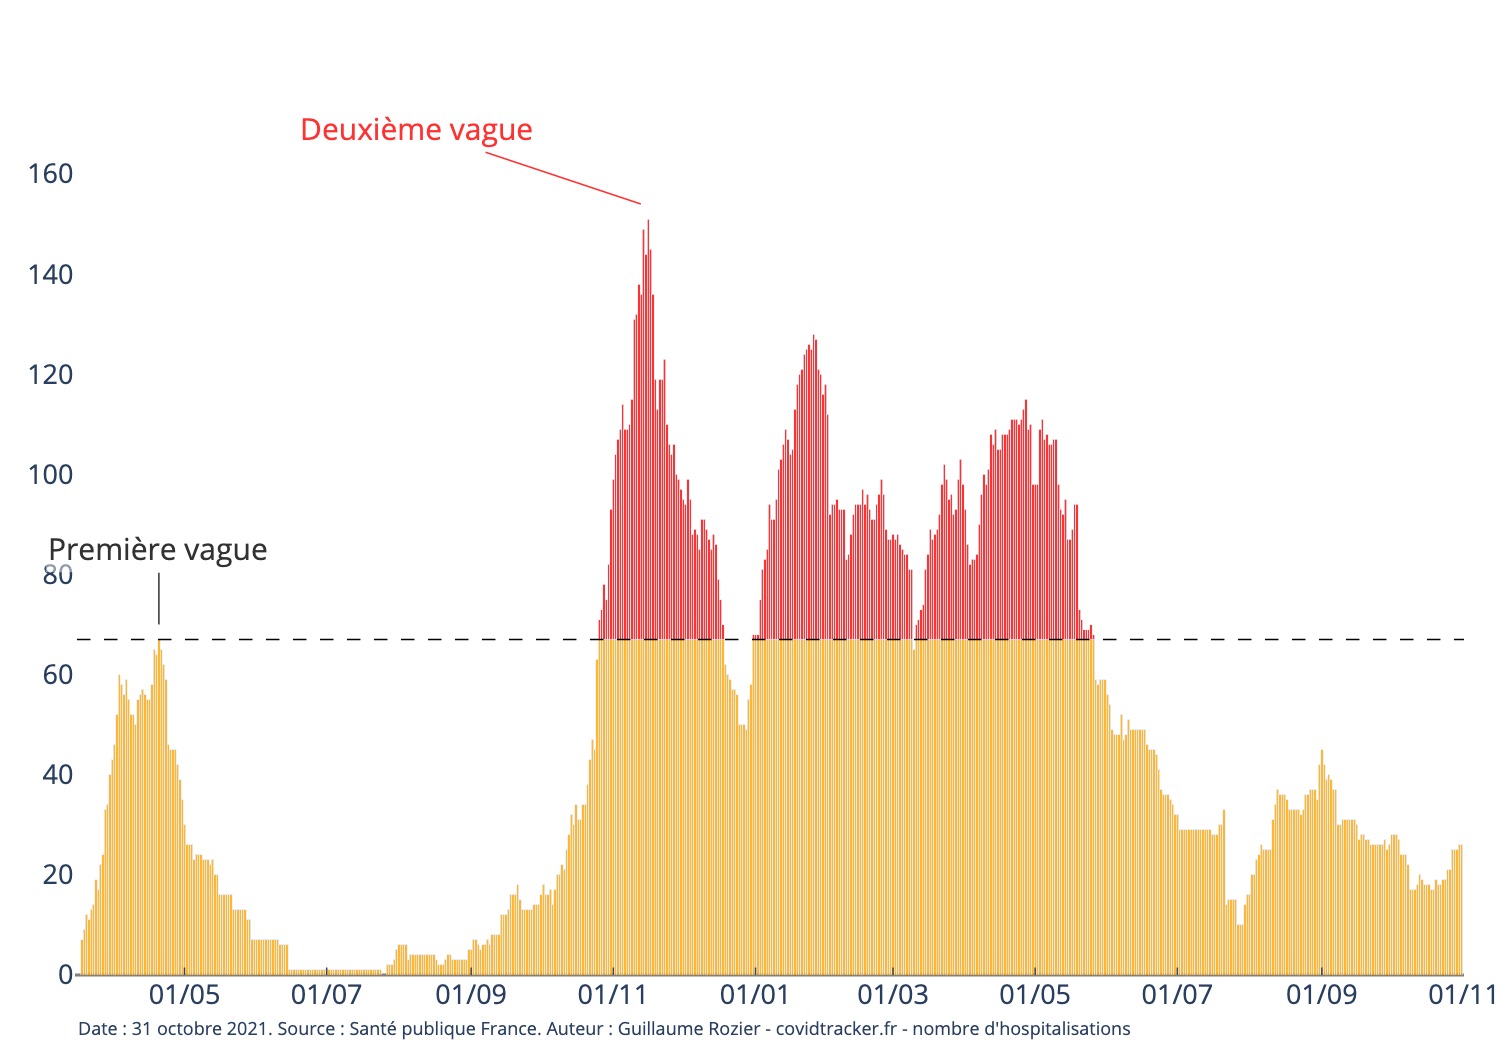 Deuxième vague
160
140
120
100
Première vague
80
60
40
20
0
01/05 01/07 01/09 01/11 01/01 01/03 01/05 01/07 01/09 01/11
Date : 31 octobre 2021. Source : Santé publique France. Auteur : Guillaume Rozier - covidtracker.fr - nombre d'hospitalisations